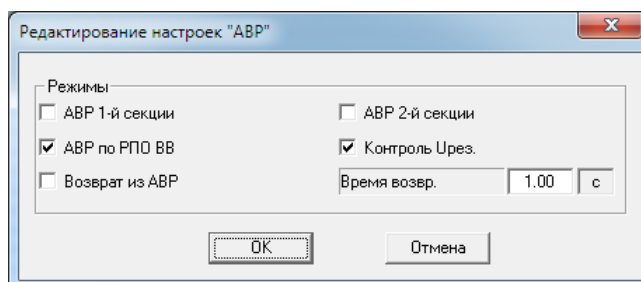 Редактирование настроек "АВР"
Режимы
АВР 1-й секции
АВР 2-й секции
АВР по РПО ВВ
Контроль Uрез.
Возврат из АВР
Время возвр. 1.00 с
OK Отмена